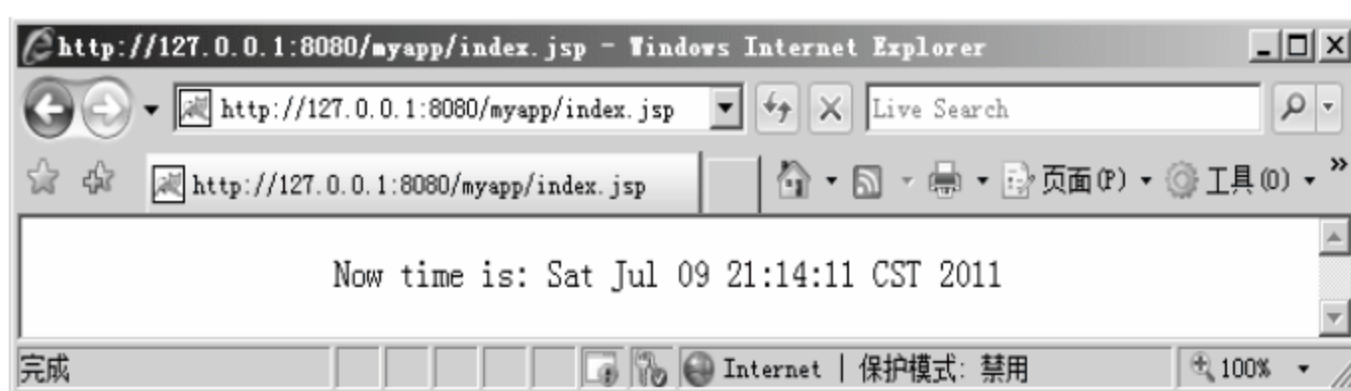 http://127.0.0.1:8080/myapp/index.jsp - Windows Internet Explorer
http://127.0.0.1:8080/myapp/index.jsp Live Search
http://127.0.0.1:8080/myapp/index.jsp 页面(P) 工具(O) »
Now time is: Sat Jul 09 21:14:11 CST 2011
完成 Internet | 保护模式: 禁用 100%